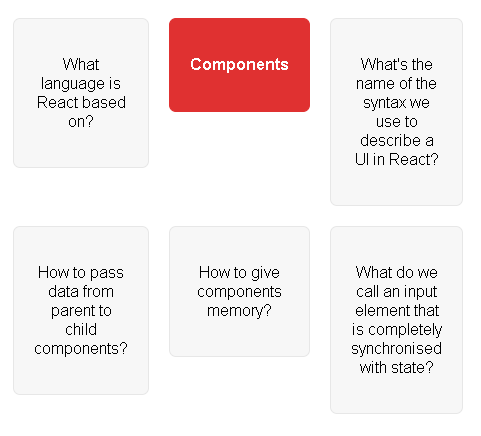 What
language is
React based
on?
Components
What's the
name of the
syntax we
use to
describe a
UI in React?
How to pass
data from
parent to
child
components?
How to give
components
memory?
What do we
call an input
element that
is completely
synchronised
with state?